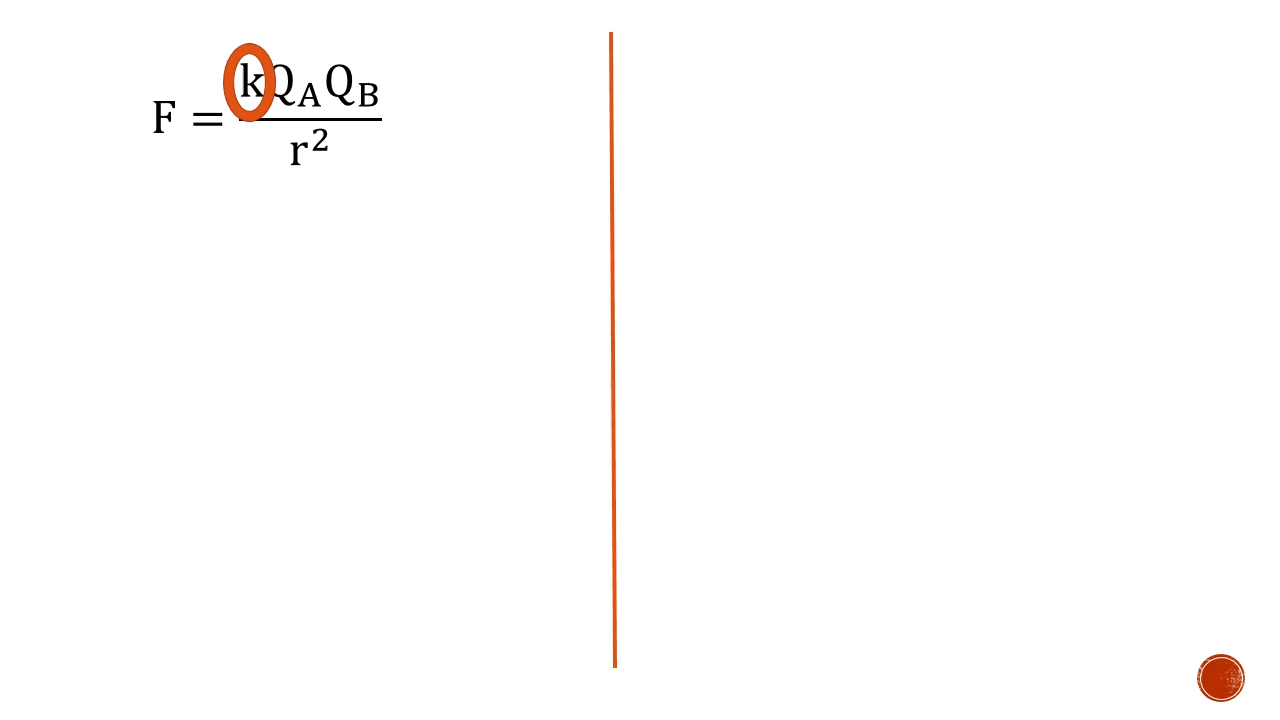 F = kQ_AQ_B / r²